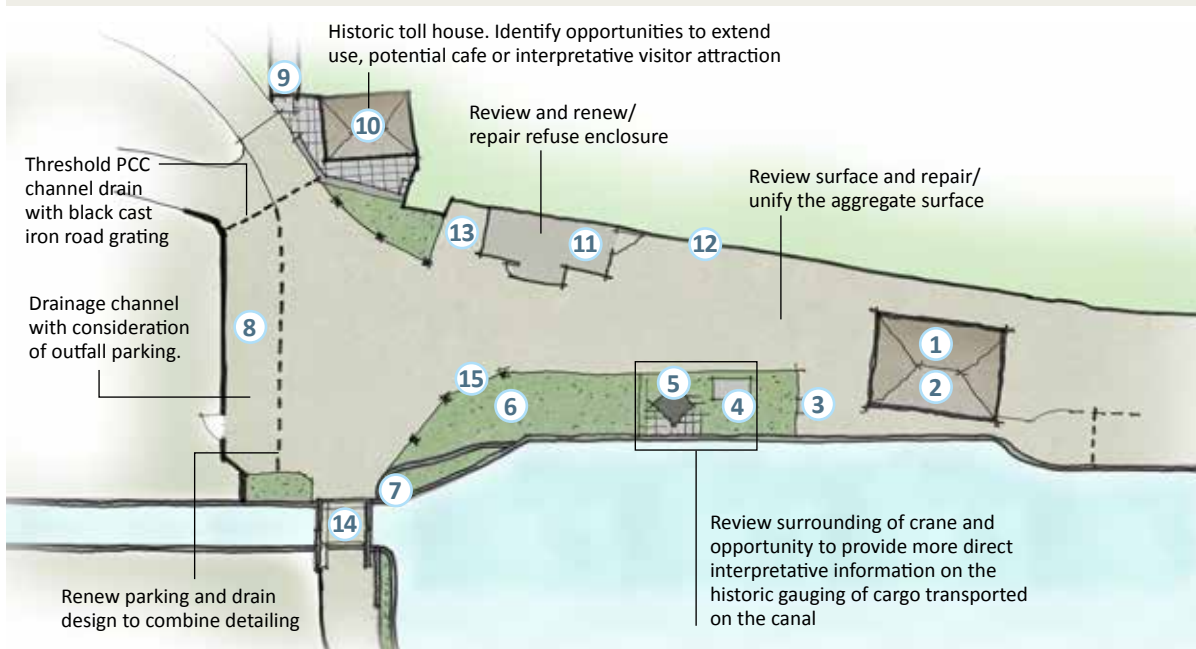 Historic toll house. Identify opportunities to extend
use, potential cafe or interpretative visitor attraction
9
10
Review and renew/
repair refuse enclosure
Threshold PCC
channel drain
with black cast
iron road grating
Review surface and repair/
unify the aggregate surface
13
11
12
Drainage channel
with consideration
of outfall parking.
8
1
2
15
5
6
4
3
7
14
Review surrounding of crane and
opportunity to provide more direct
interpretative information on the
historic gauging of cargo transported
on the canal
Renew parking and drain
design to combine detailing